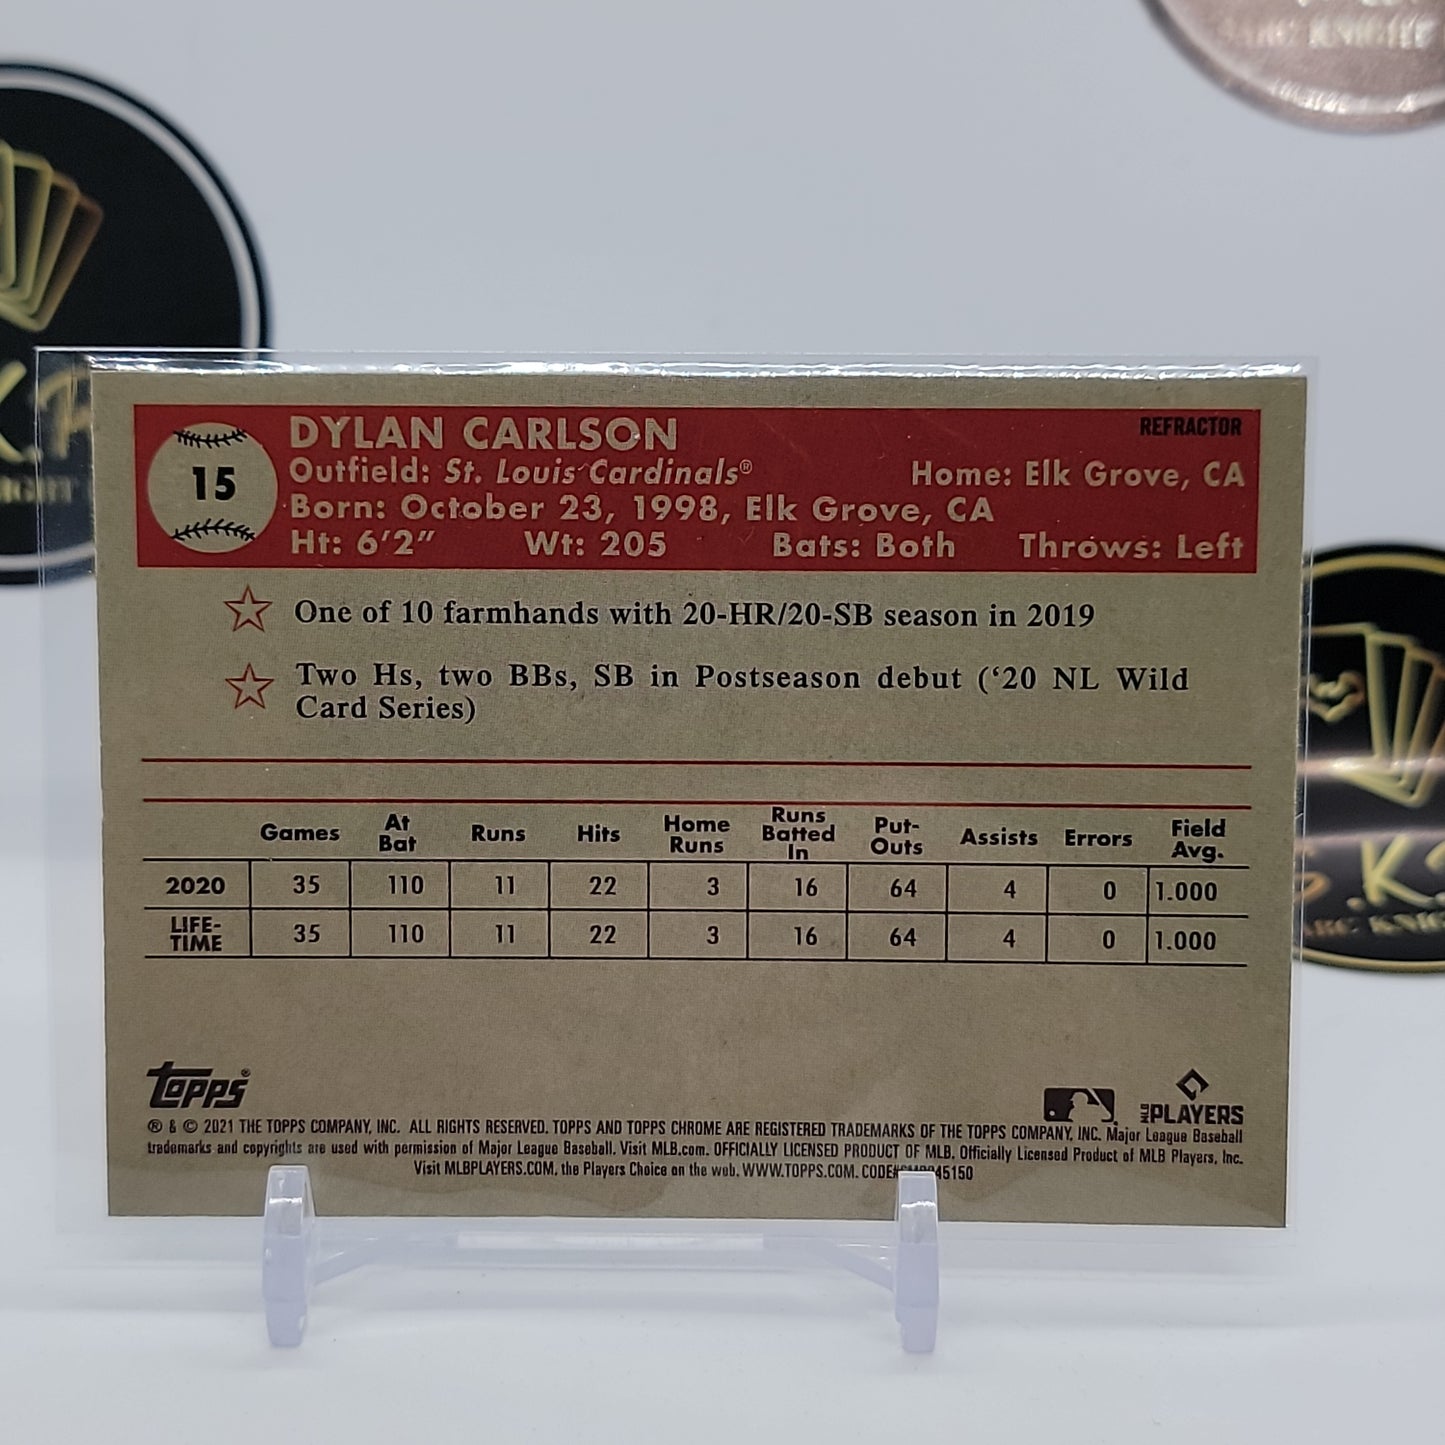 ARC KNIGHT
DYLAN CARLSON
REFRACTOR
15
Outfield: St. Louis Cardinals®
Home: Elk Grove, CA
Born: October 23, 1998, Elk Grove, CA
Ht: 6'2" Wt: 205 Bats: Both Throws: Left
One of 10 farmhands with 20-HR/20-SB season in 2019
Two Hs, two BBs, SB in Postseason debut (‘20 NL Wild
Card Series)
Games At Bat Runs Hits Home Runs Runs Batted In Put-Outs Assists Errors Field Avg.
2020 35 110 11 22 3 16 64 4 0 1.000
LIFE-TIME 35 110 11 22 3 16 64 4 0 1.000
Topps®
MLB PLAYERS
® & © 2021 THE TOPPS COMPANY, INC. ALL RIGHTS RESERVED. TOPPS AND TOPPS CHROME ARE REGISTERED TRADEMARKS OF THE TOPPS COMPANY, INC. Major League Baseball
trademarks and copyrights are used with permission of Major League Baseball. Visit MLB.com. OFFICIALLY LICENSED PRODUCT OF MLB. Officially Licensed Product of MLB Players, Inc.
Visit MLBPLAYERS.COM, the Players Choice on the web. WWW.TOPPS.COM.
.K.
ARC KNIGHT